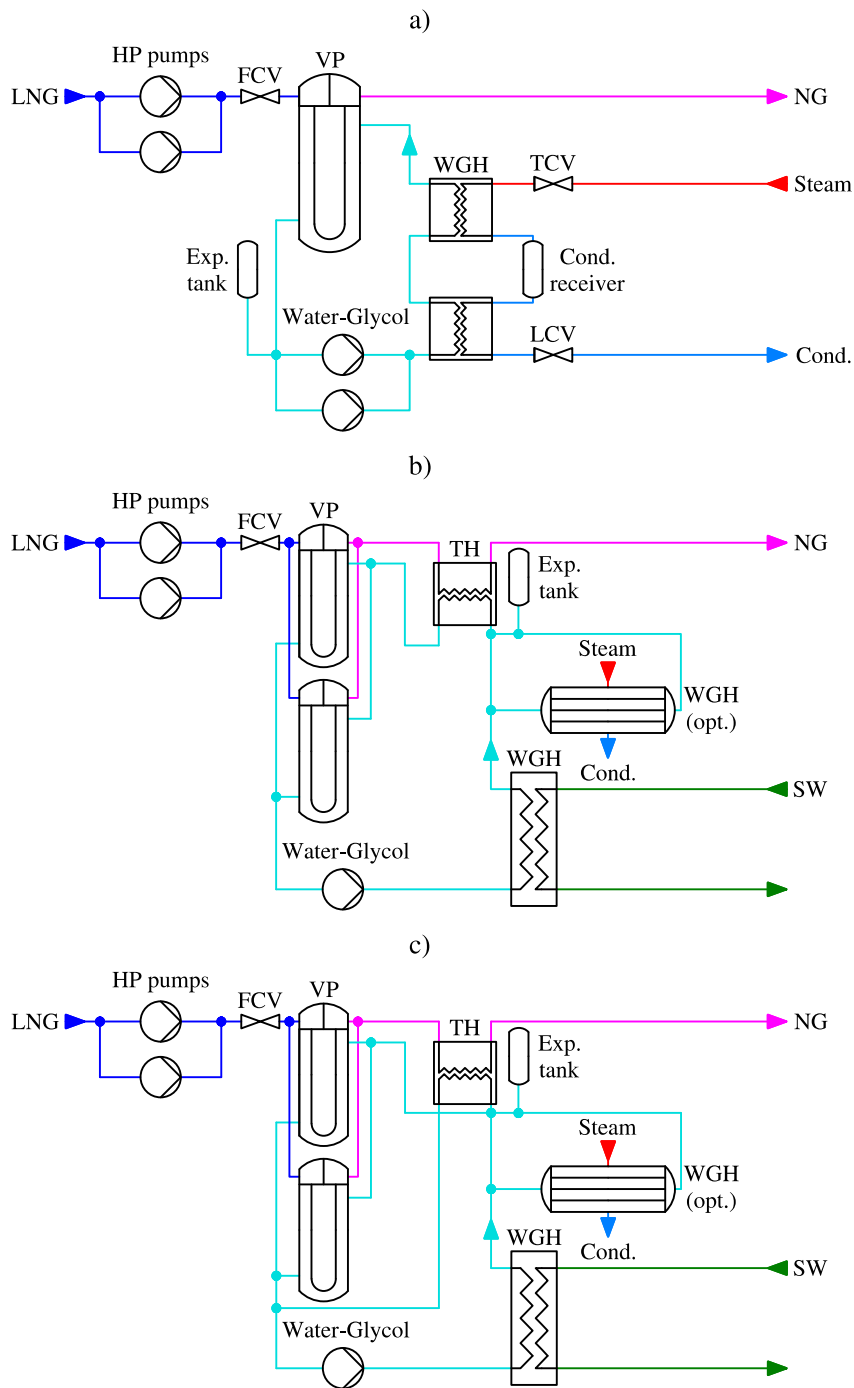 a)
HP pumps
FCV
VP
LNG
NG
WGH
TCV
Steam
Exp.
tank
Cond.
receiver
Water-Glycol
LCV
Cond.
b)
HP pumps
FCV
VP
LNG
TH
NG
Exp.
tank
Steam
WGH
(opt.)
Cond.
WGH
SW
Water-Glycol
c)
HP pumps
FCV
VP
LNG
TH
NG
Exp.
tank
Steam
WGH
(opt.)
Cond.
WGH
SW
Water-Glycol